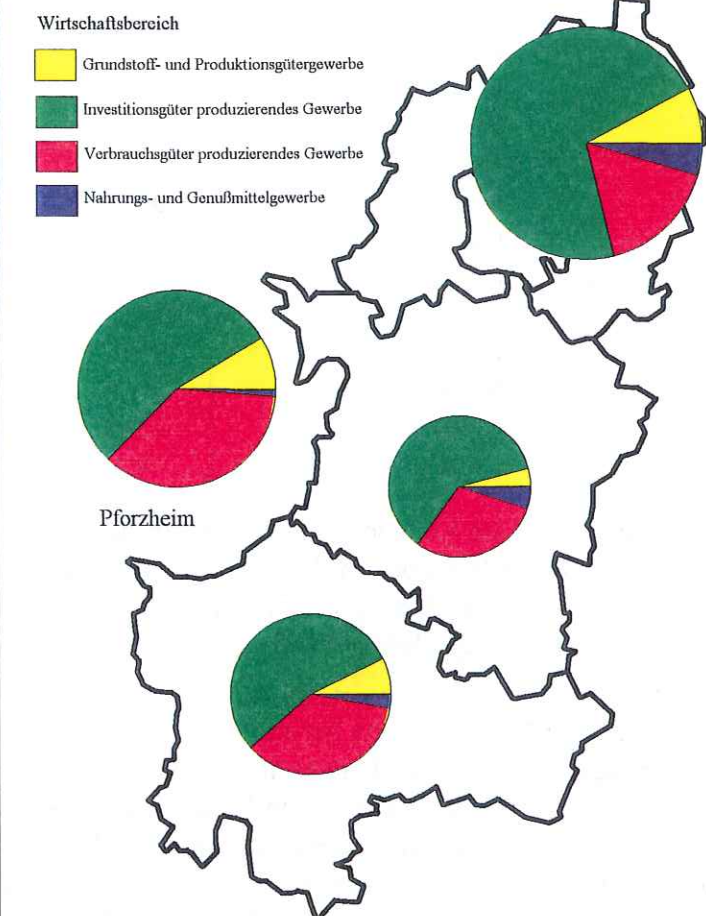 Wirtschaftsbereich
Grundstoff- und Produktionsgütergewerbe
Investitionsgüter produzierendes Gewerbe
Verbrauchsgüter produzierendes Gewerbe
Nahrungs- und Genußmittelgewerbe
Pforzheim